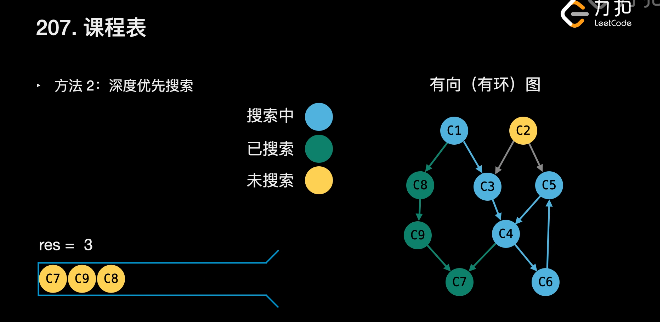 207. 课程表
力扣
LeetCode
‣ 方法 2：深度优先搜索
有向（有环）图
搜索中
已搜索
未搜索
C1 C2
C8 C3 C5
C9 C4
C7 C6
res = 3
C7 C9 C8